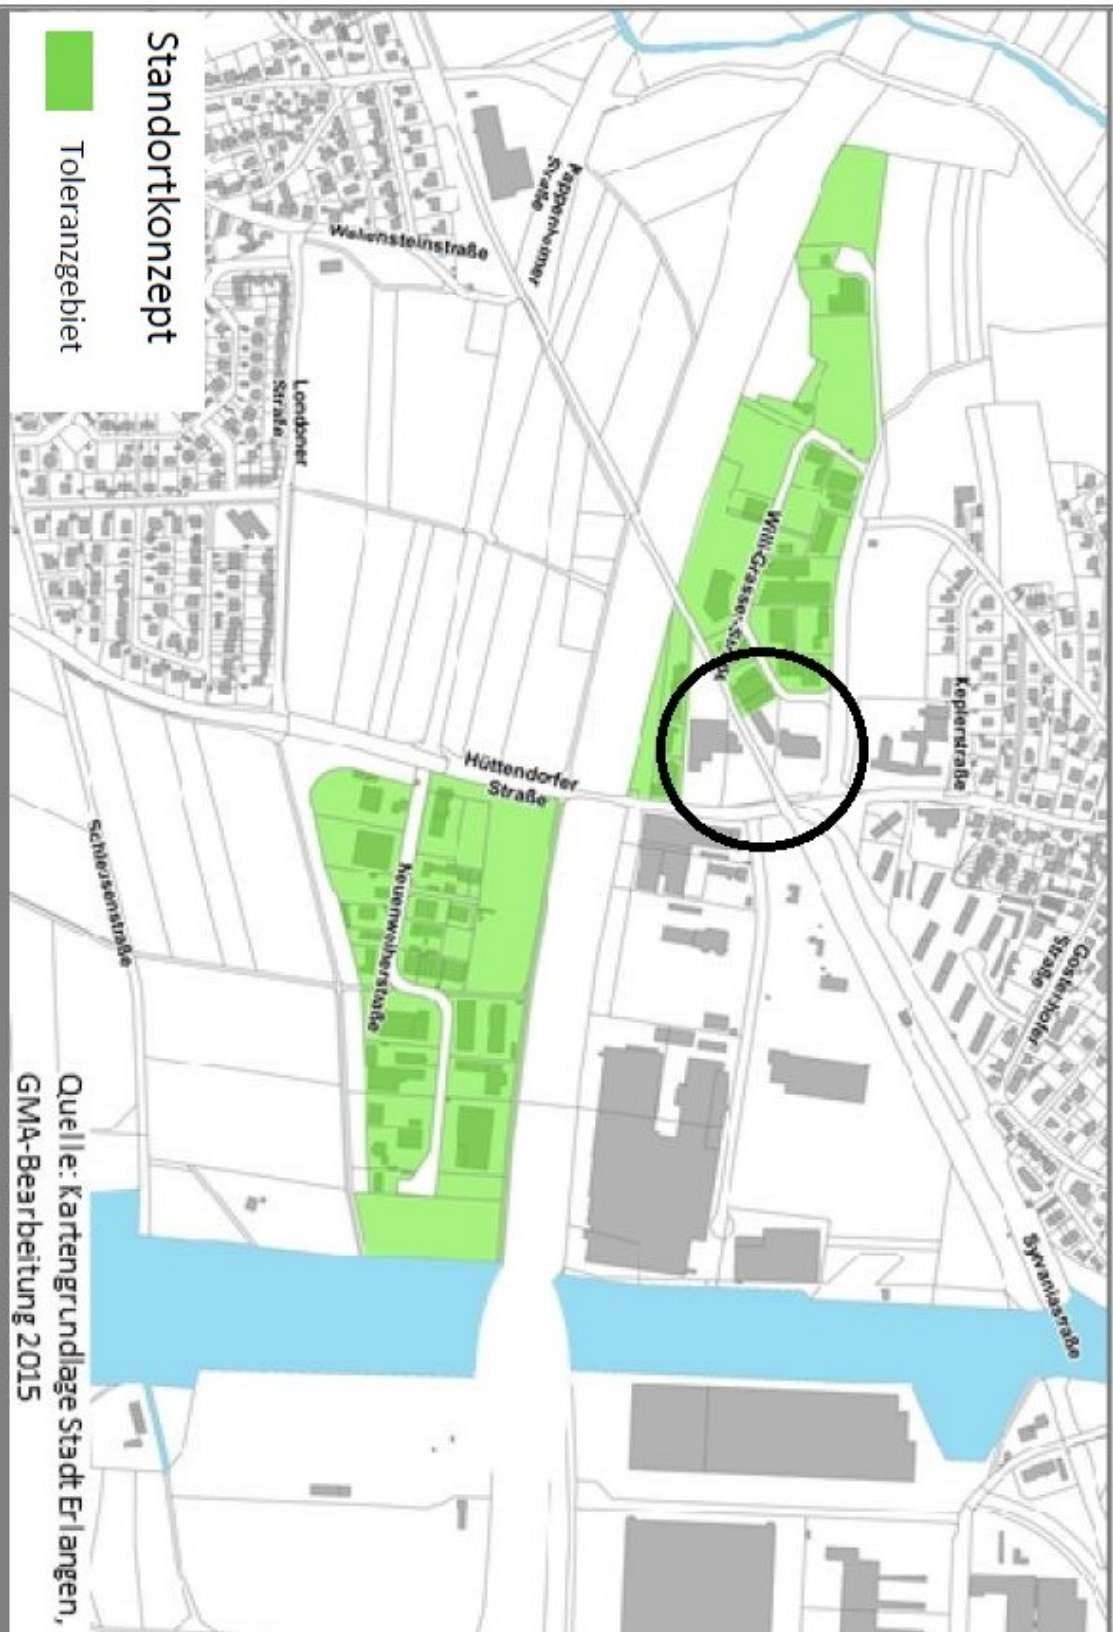 Standortkonzept
Toleranzgebiet
Pappenheimer
Straße
Wallensteinstraße
Londoner
Straße
Willi-Grasser-Straße
Keplerstraße
Hüttendorfer
Straße
Neuenweiherstraße
Schleusenstraße
Gostenhofer
Straße
Sylvaniastraße
Quelle: Kartengrundlage Stadt Erlangen,
GMA-Bearbeitung 2015